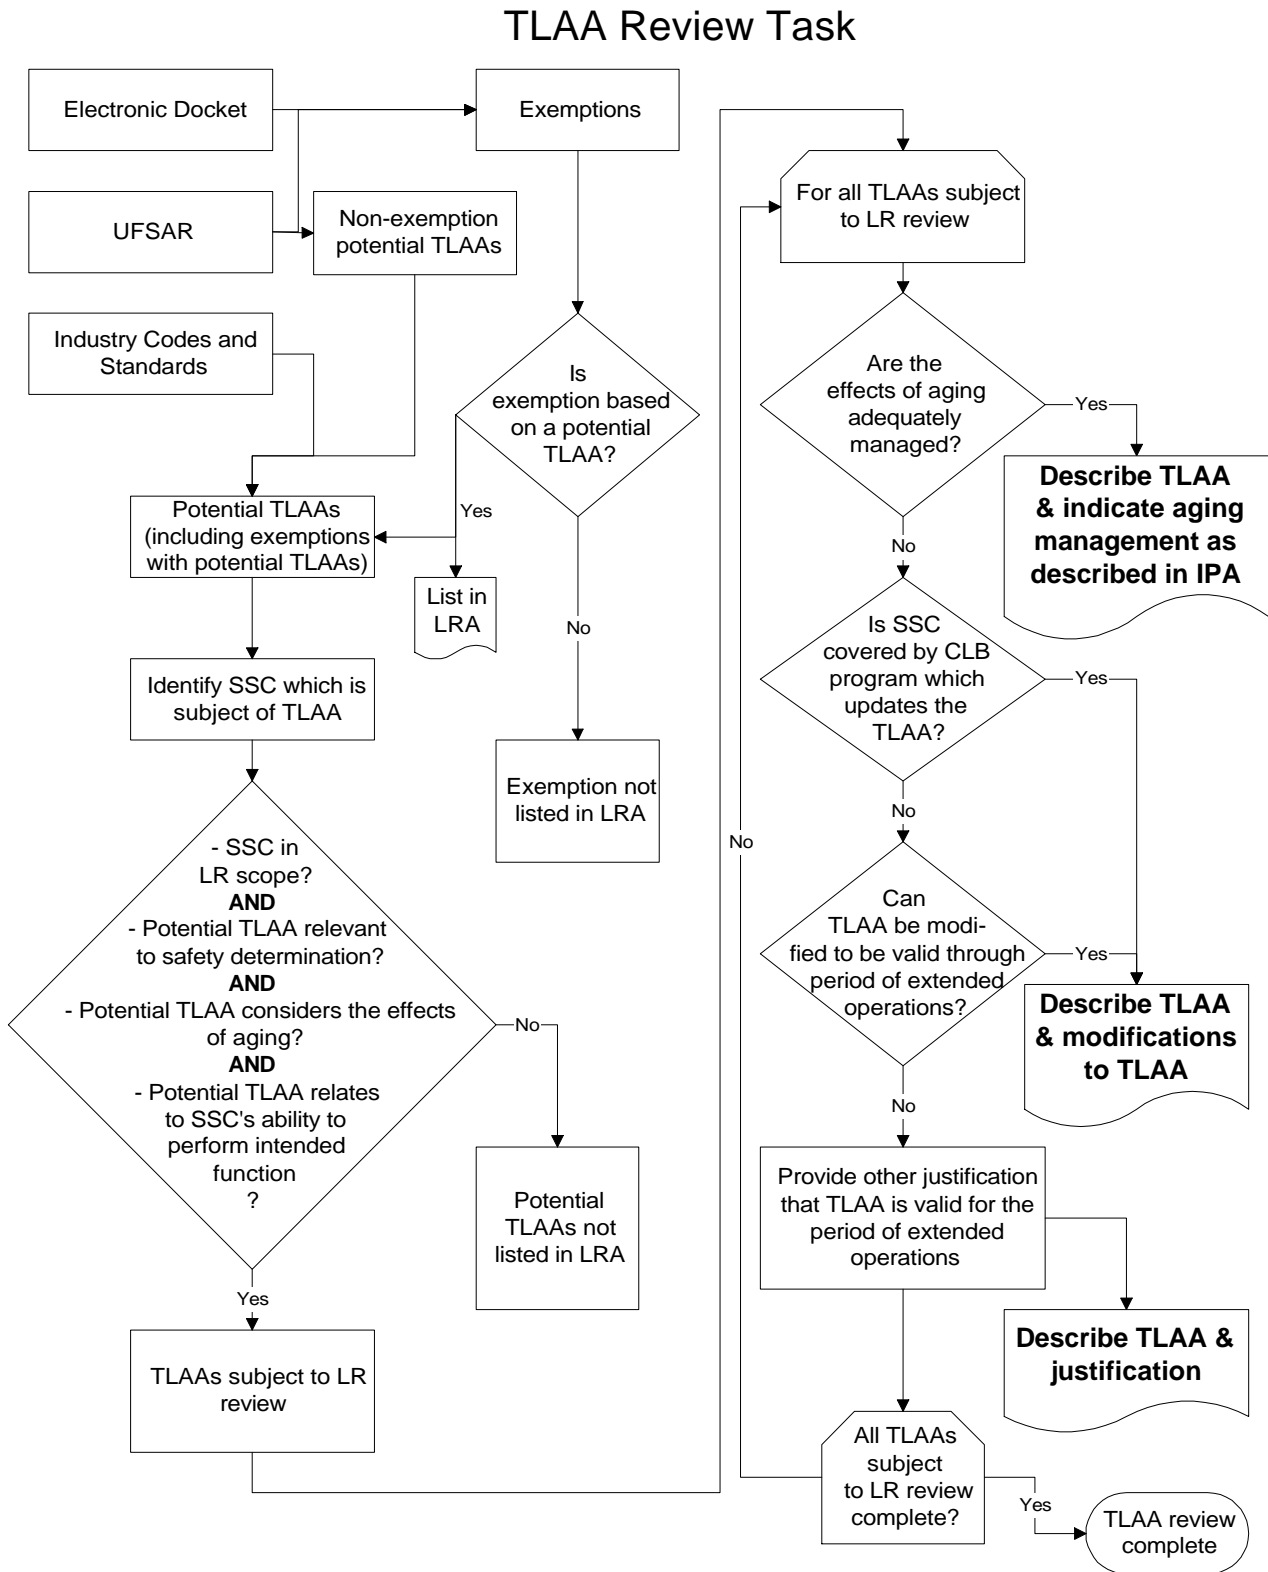 TLAA Review Task
Electronic Docket
Exemptions
UFSAR
Non-exemption
potential TLAAs
Industry Codes and
Standards
Is
exemption based
on a potential
TLAA?
Yes
No
Potential TLAAs
(including exemptions
with potential TLAAs)
List in
LRA
Identify SSC which is
subject of TLAA
Exemption not
listed in LRA
- SSC in
LR scope?
AND
- Potential TLAA relevant
to safety determination?
AND
- Potential TLAA considers the effects
of aging?
AND
- Potential TLAA relates
to SSC's ability to
perform intended
function
?
No
Potential
TLAAs not
listed in LRA
Yes
TLAAs subject to LR
review
For all TLAAs subject
to LR review
Are the
effects of aging
adequately
managed?
Yes
Describe TLAA
& indicate aging
management as
described in IPA
No
Is SSC
covered by CLB
program which
updates the
TLAA?
Yes
No
Can
TLAA be modi-
fied to be valid through
period of extended
operations?
Yes
Describe TLAA
& modifications
to TLAA
No
Provide other justification
that TLAA is valid for the
period of extended
operations
Describe TLAA &
justification
All TLAAs
subject
to LR review
complete?
No
Yes
TLAA review
complete